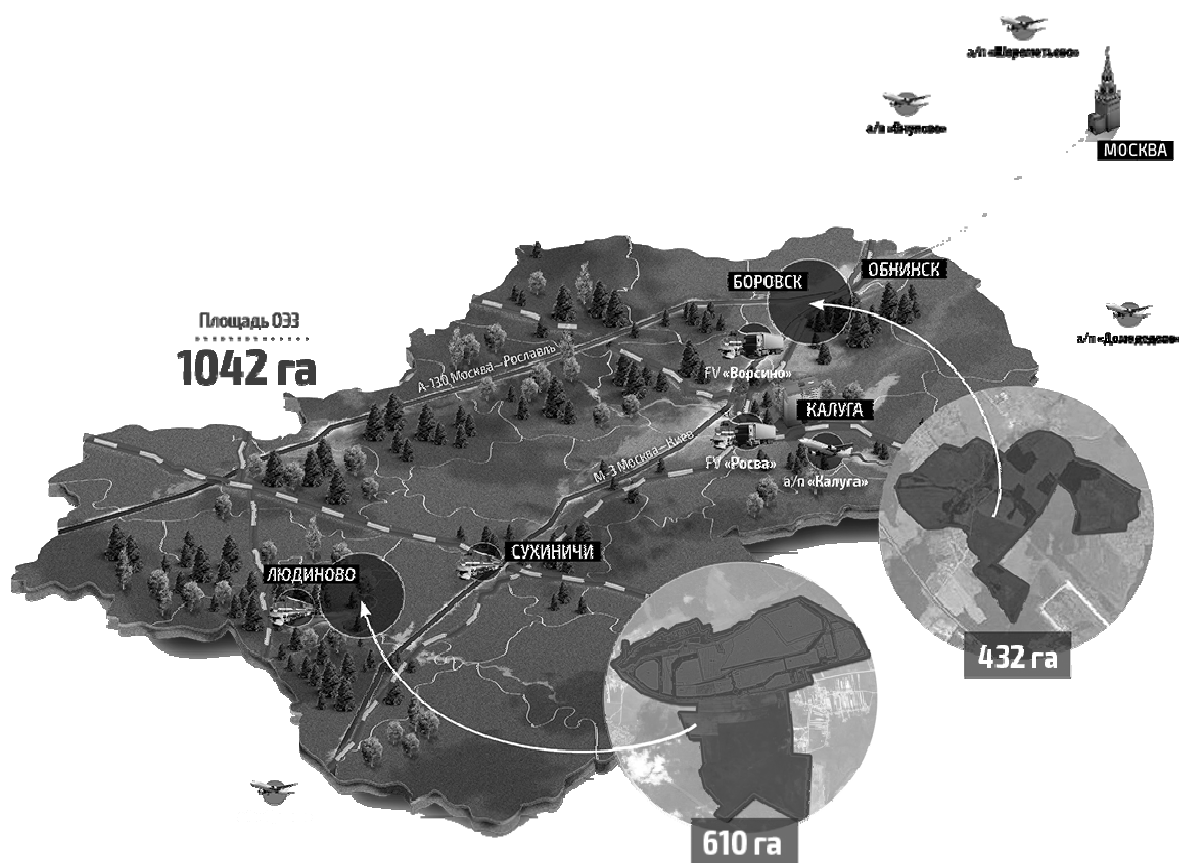 а/п «Шереметьево»
а/п «Внуково»
МОСКВА
ОБНИНСК
БОРОВСК
Площадь ОЭЗ
1042 га
а/п «Домодедово»
А-130 Москва–Рославль
FV «Ворсино»
КАЛУГА
М-3 Москва–Киев
FV «Росва»
а/п «Калуга»
СУХИНИЧИ
ЛЮДИНОВО
432 га
610 га